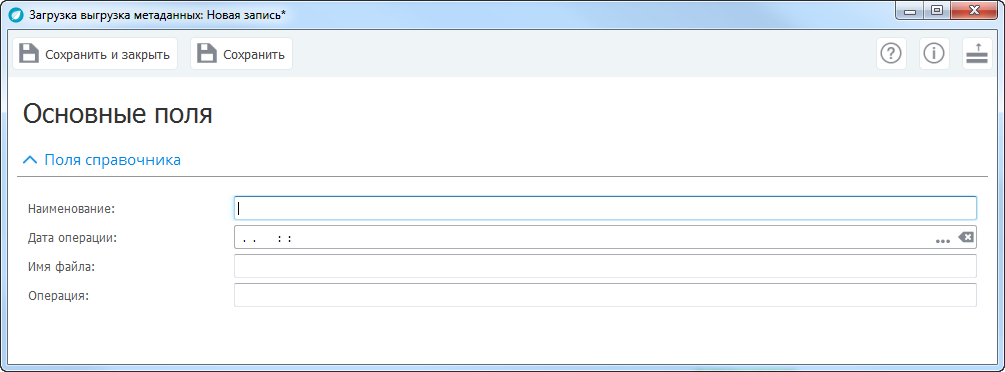 Загрузка выгрузка метаданных: Новая запись*
Сохранить и закрыть Сохранить
Основные поля
Поля справочника
Наименование:
Дата операции: . . : :
Имя файла:
Операция: